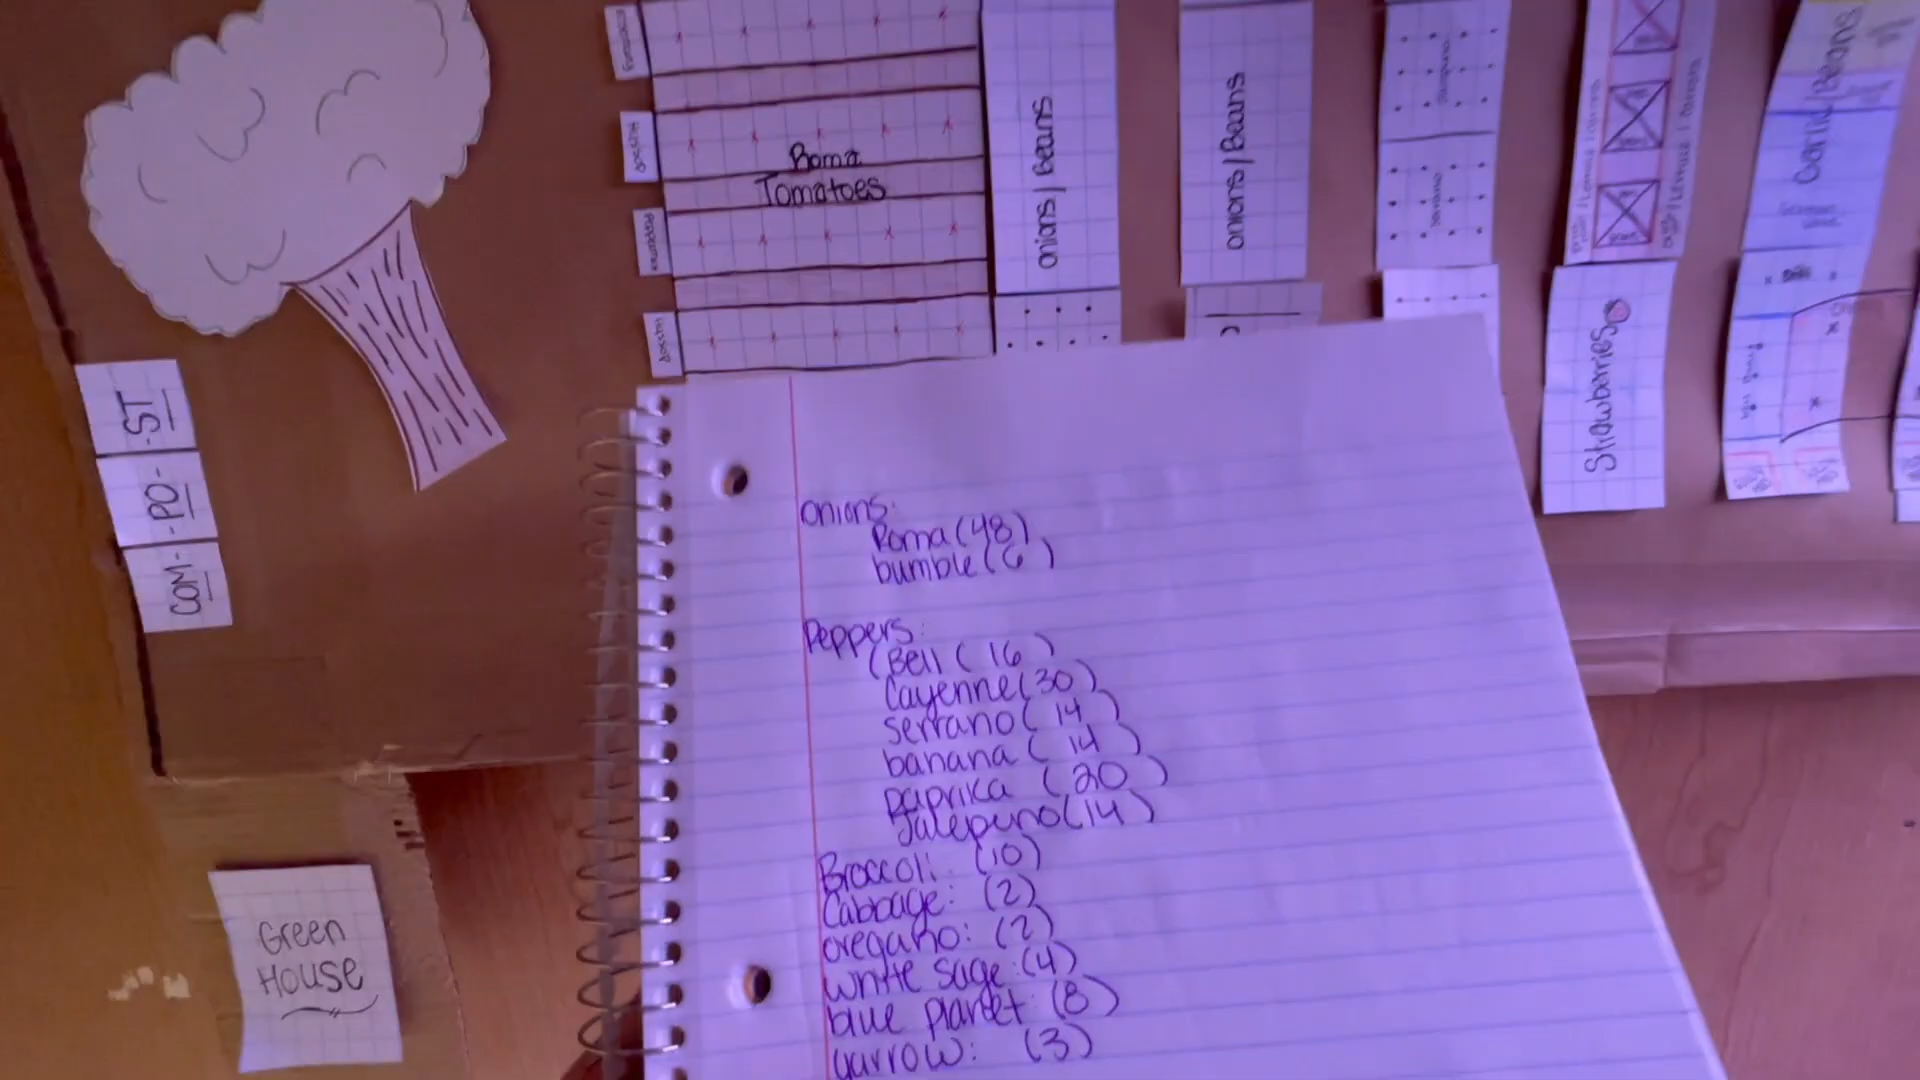 Roma
Tomatoes
onions/Beans
onions/Beans
banana
Strawberries
COM-
-PO-
-ST
Green
House
onions:
Roma (48)
bumble (6)
Peppers:
(Bell (16)
Cayenne (30)
serrano (14)
banana (14)
paprika (20)
Jalepeno (14)
Broccoli: (10)
Cabbage: (2)
oregano: (2)
white sage: (4)
blue planet: (8)
yarrow: (3)